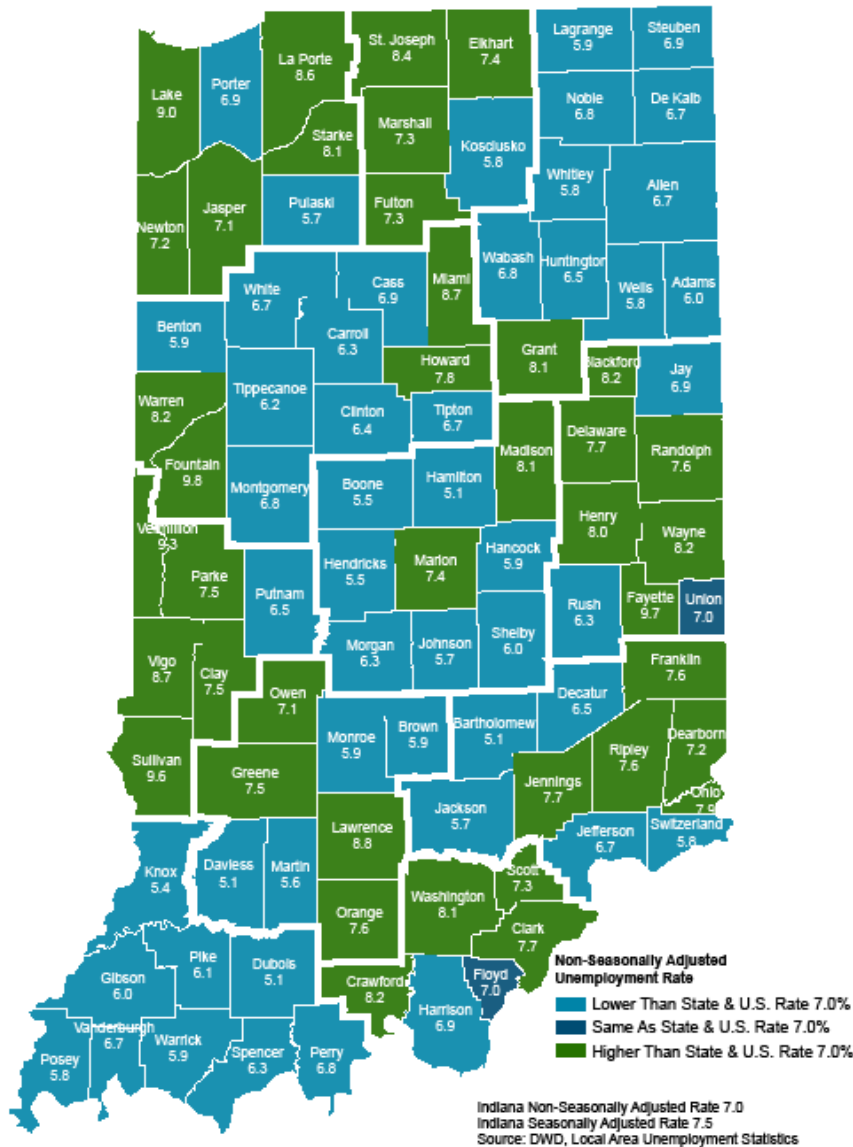 Lagrange
5.9
Steuben
6.9
St. Joseph
8.4
Elkhart
7.4
La Porte
8.6
Porter
6.9
Lake
9.0
Noble
6.8
De Kalb
6.7
Marshall
7.3
Starke
8.1
Kosciusko
5.8
Whitley
5.8
Allen
6.7
Pulaski
5.7
Fulton
7.3
Jasper
7.1
Newton
7.2
Wabash
6.8
Huntington
6.5
Wells
5.8
Adams
6.0
White
6.7
Cass
6.9
Miami
8.7
Benton
5.9
Carroll
6.3
Howard
7.8
Grant
8.1
Blackford
8.2
Jay
6.9
Tippecanoe
6.2
Warren
8.2
Clinton
6.4
Tipton
6.7
Madison
8.1
Delaware
7.7
Randolph
7.6
Fountain
9.8
Montgomery
6.8
Boone
5.5
Hamilton
5.1
Henry
8.0
Wayne
8.2
Vermillion
9.3
Parke
7.5
Putnam
6.5
Hendricks
5.5
Marion
7.4
Hancock
5.9
Rush
6.3
Fayette
9.7
Union
7.0
Vigo
8.7
Clay
7.5
Morgan
6.3
Johnson
5.7
Shelby
6.0
Owen
7.1
Franklin
7.6
Decatur
6.5
Monroe
5.9
Brown
5.9
Bartholomew
5.1
Dearborn
7.2
Ripley
7.6
Sullivan
9.6
Greene
7.5
Jennings
7.7
Ohio
7.9
Jackson
5.7
Lawrence
8.8
Jefferson
6.7
Switzerland
5.8
Knox
5.4
Daviess
5.1
Martin
5.6
Scott
7.3
Washington
8.1
Orange
7.6
Clark
7.7
Pike
6.1
Dubois
5.1
Gibson
6.0
Crawford
8.2
Floyd
7.0
Harrison
6.9
Vanderburgh
6.7
Warrick
5.9
Posey
5.8
Spencer
6.3
Perry
6.8
Non-Seasonally Adjusted
Unemployment Rate
Lower Than State & U.S. Rate 7.0%
Same As State & U.S. Rate 7.0%
Higher Than State & U.S. Rate 7.0%
Indiana Non-Seasonally Adjusted Rate 7.0
Indiana Seasonally Adjusted Rate 7.5
Source: DWD, Local Area Unemployment Statistics